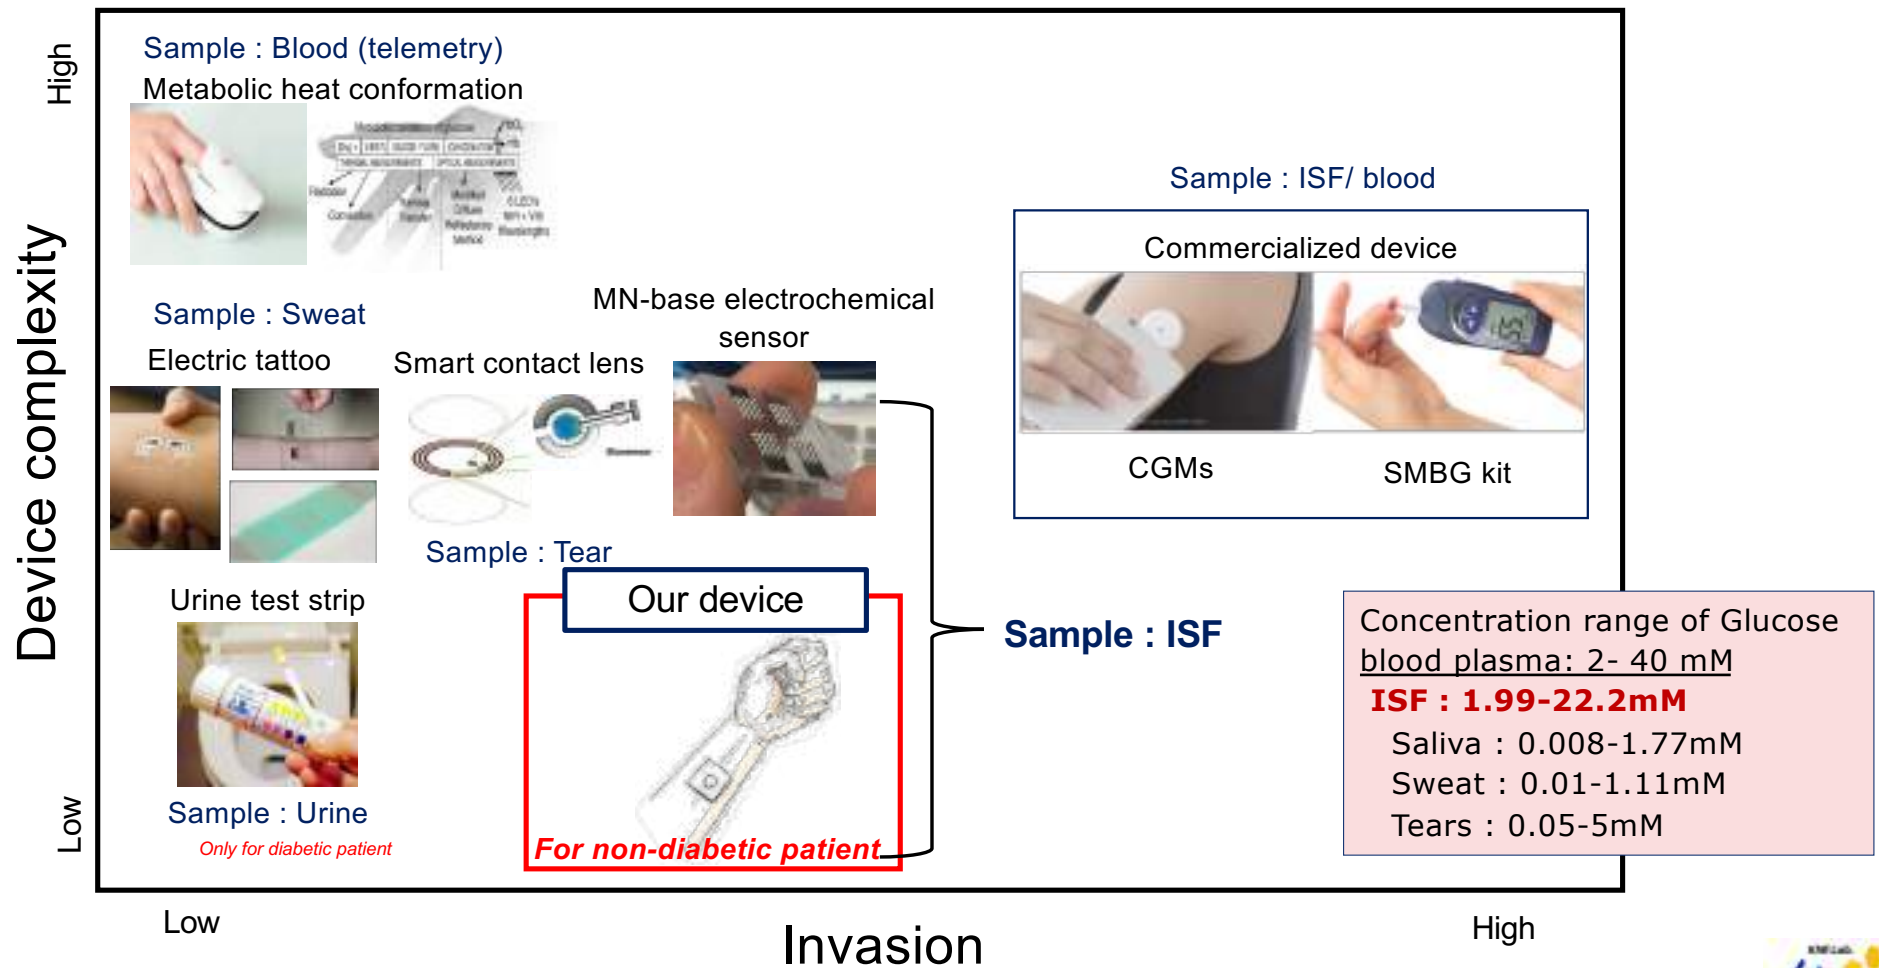 High
Device complexity
Low
Sample : Blood (telemetry)
Metabolic heat conformation
Sample : Sweat
Electric tattoo
Smart contact lens
Sample : Tear
MN-base electrochemical
sensor
Sample : ISF/ blood
Commercialized device
CGMs
SMBG kit
Urine test strip
Sample : Urine
Only for diabetic patient
Our device
For non-diabetic patient
Sample : ISF
Concentration range of Glucose
blood plasma: 2- 40 mM
ISF : 1.99-22.2mM
Saliva : 0.008-1.77mM
Sweat : 0.01-1.11mM
Tears : 0.05-5mM
Low
Invasion
High